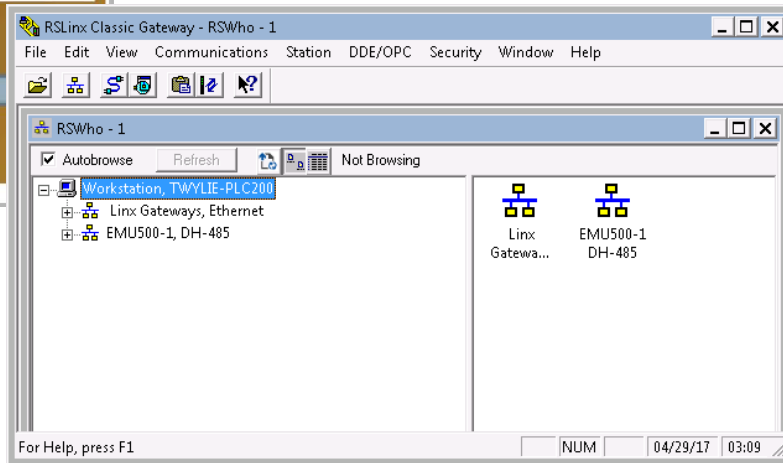 RSLinx Classic Gateway - RSWho - 1
File Edit View Communications Station DDE/OPC Security Window Help
RSWho - 1
Autobrowse Refresh Not Browsing
Workstation, TWYLIE-PLC200
Linx Gateways, Ethernet
EMU500-1, DH-485
Linx
Gatewa...
EMU500-1
DH-485
For Help, press F1 NUM 04/29/17 03:09